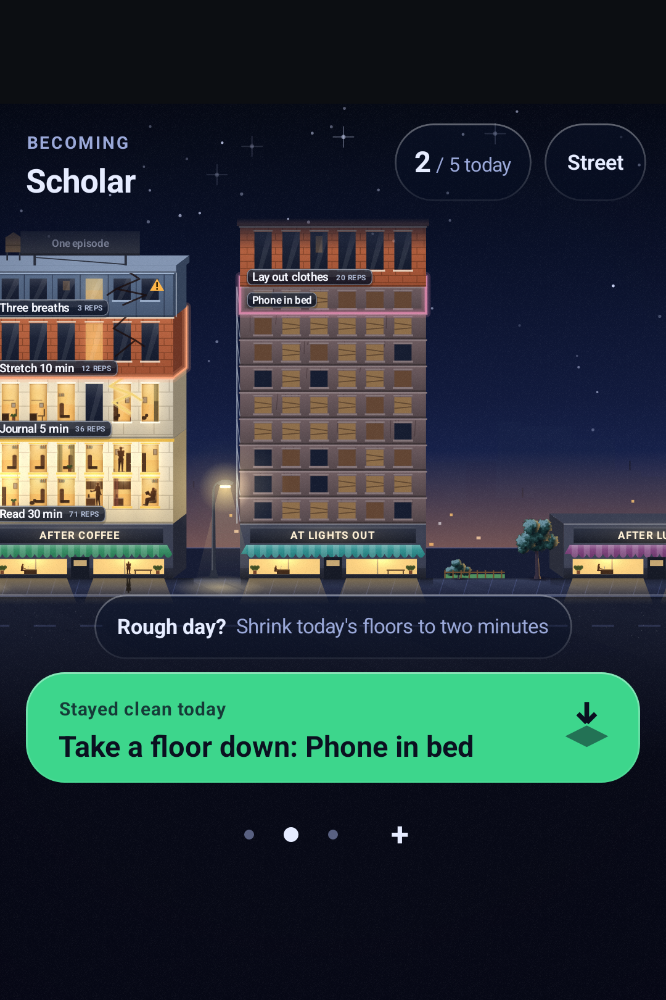 BECOMING
Scholar
2 / 5 today
Street
One episode
Lay out clothes 20 REPS
Phone in bed
Three breaths 3 REPS
Stretch 10 min 12 REPS
Journal 5 min 36 REPS
Read 30 min 71 REPS
AFTER COFFEE
AT LIGHTS OUT
AFTER LU
Rough day? Shrink today's floors to two minutes
Stayed clean today
Take a floor down: Phone in bed